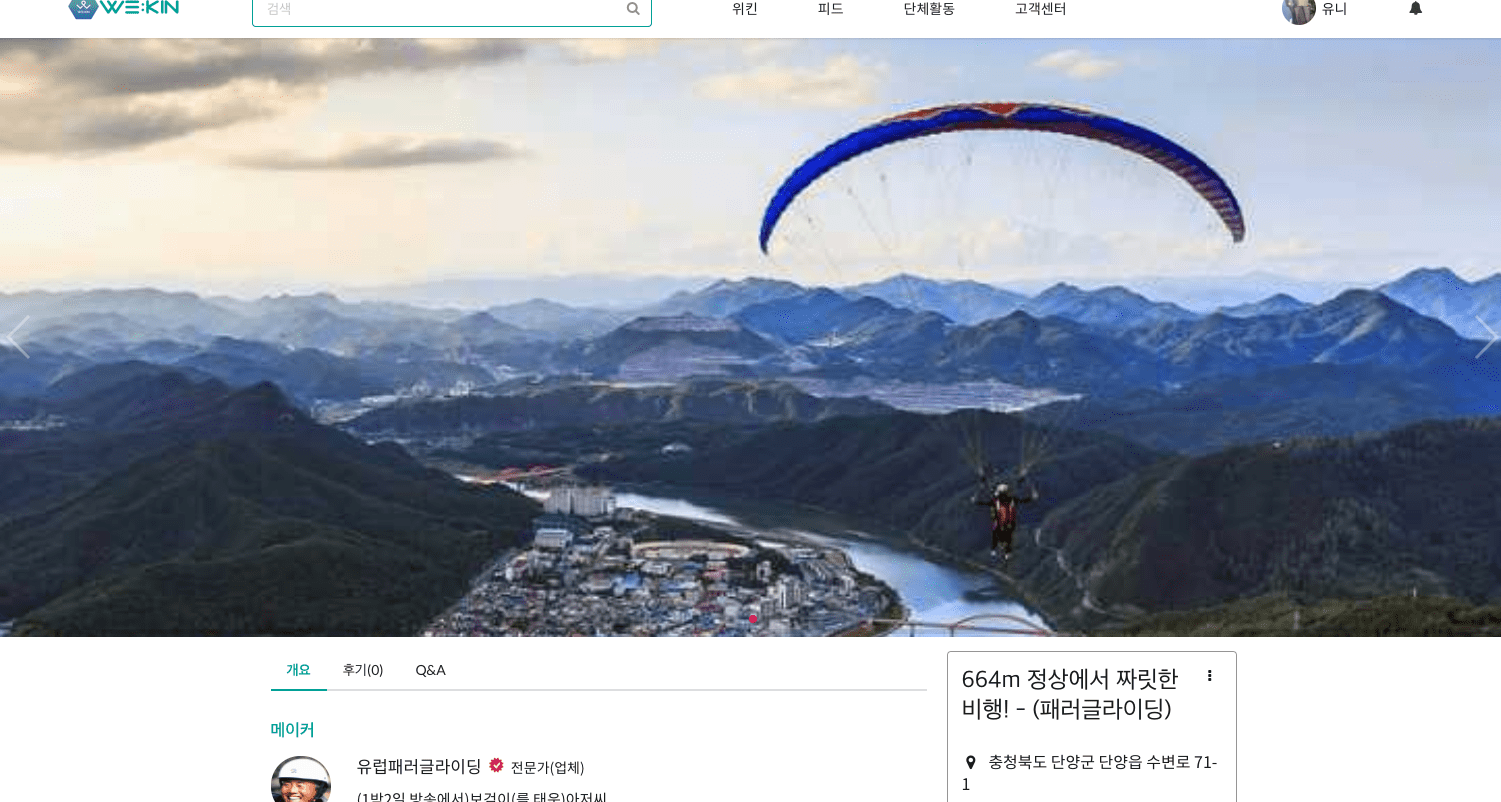 WE:KIN
검색
위킨
피드
단체활동
고객센터
유니
개요
후기(0)
Q&A
메이커
유럽패러글라이딩 전문가(업체)
(1박2일 방송에서)보검이(를 태운)아저씨
664m 정상에서 짜릿한
비행! - (패러글라이딩)
충청북도 단양군 단양읍 수변로 71-
1